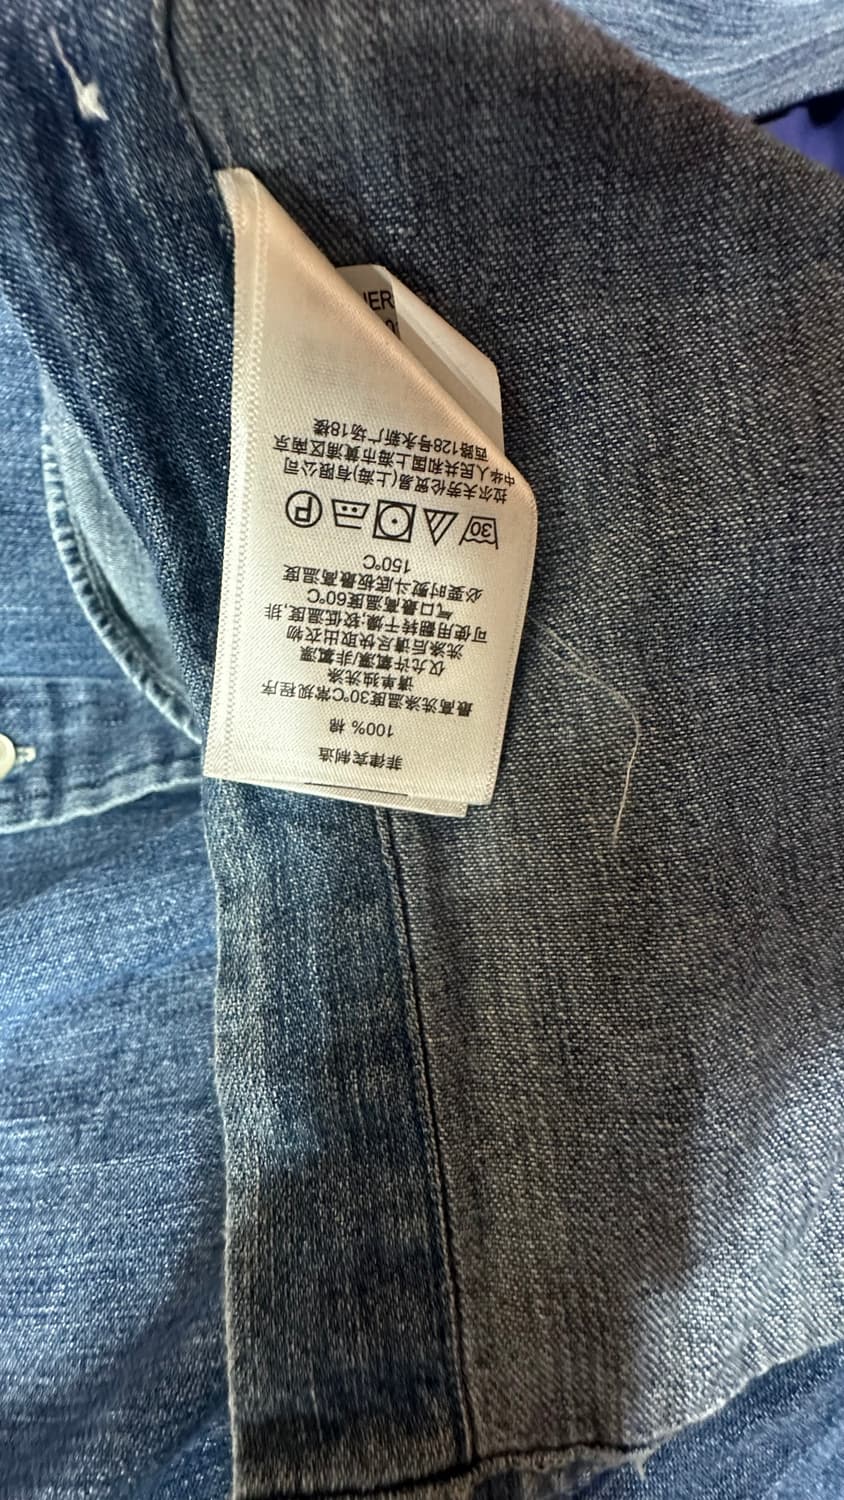 菲律宾制造
100% 棉
最高洗涤温度30℃常规程序
请单独洗涤
仅允许氧漂/非氯漂
洗涤后请尽快取出衣物
可使用翻转干燥;较低温度,排
气口最高温度60℃
必要时熨斗底板最高温度
150℃
30
P
拉尔夫劳伦贸易(上海)有限公司
中华人民共和国上海市黄浦区南京
西路128号永新广场18楼